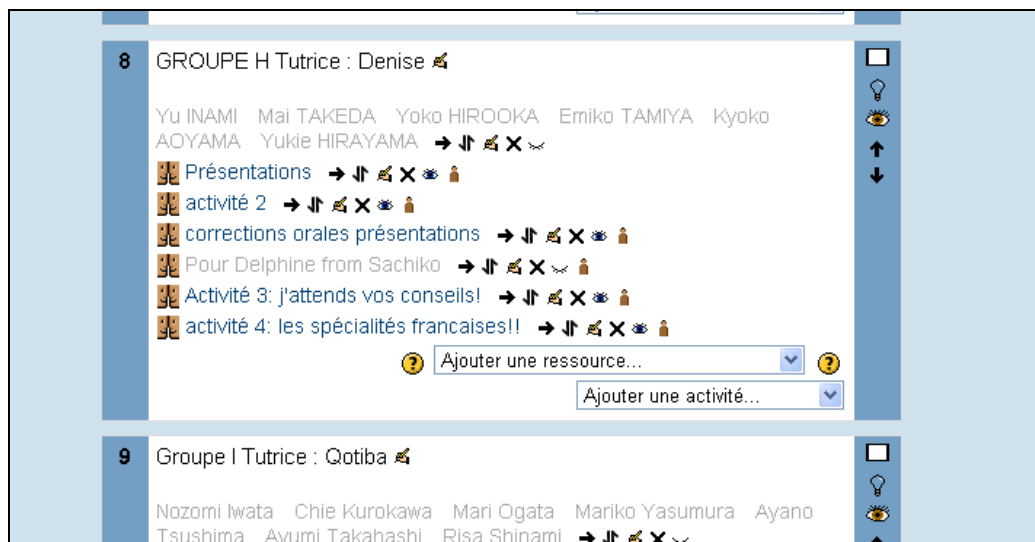 8 GROUPE H Tutrice : Denise
Yu INAMI Mai TAKEDA Yoko HIROOKA Emiko TAMIYA Kyoko
AOYAMA Yukie HIRAYAMA
Présentations
activité 2
corrections orales présentations
Pour Delphine from Sachiko
Activité 3: j'attends vos conseils!
activité 4: les spécialités francaises!!
Ajouter une ressource...
Ajouter une activité...
9 Groupe I Tutrice : Qotiba
Nozomi Iwata Chie Kurokawa Mari Ogata Mariko Yasumura Ayano
Tsushima Ayumi Takahashi Risa Shinami